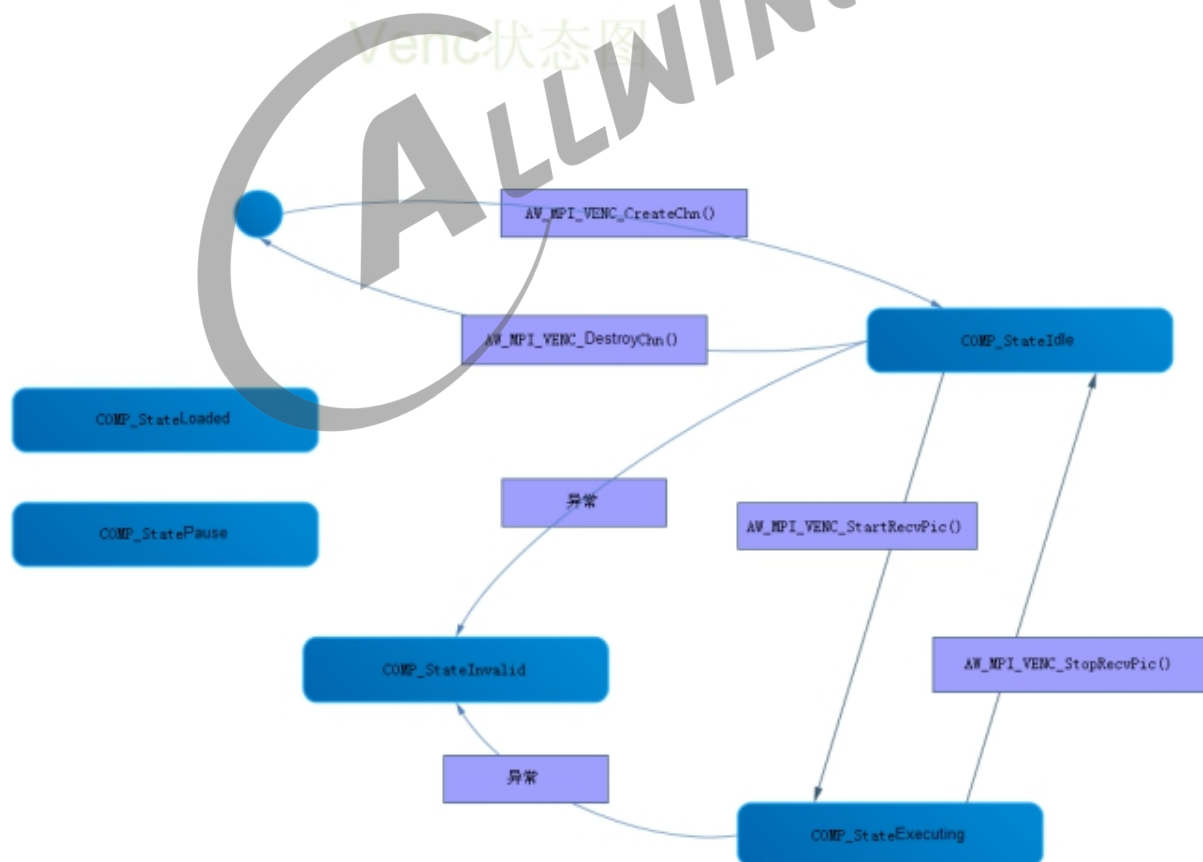 Venc状态图
AW_MPI_VENC_CreateChn()
AW_MPI_VENC_DestroyChn()
COMP_StateIdle
COMP_StateLoaded
异常
AW_MPI_VENC_StartRecvPic()
COMP_StatePause
COMP_StateInvalid
AW_MPI_VENC_StopRecvPic()
异常
COMP_StateExecuting